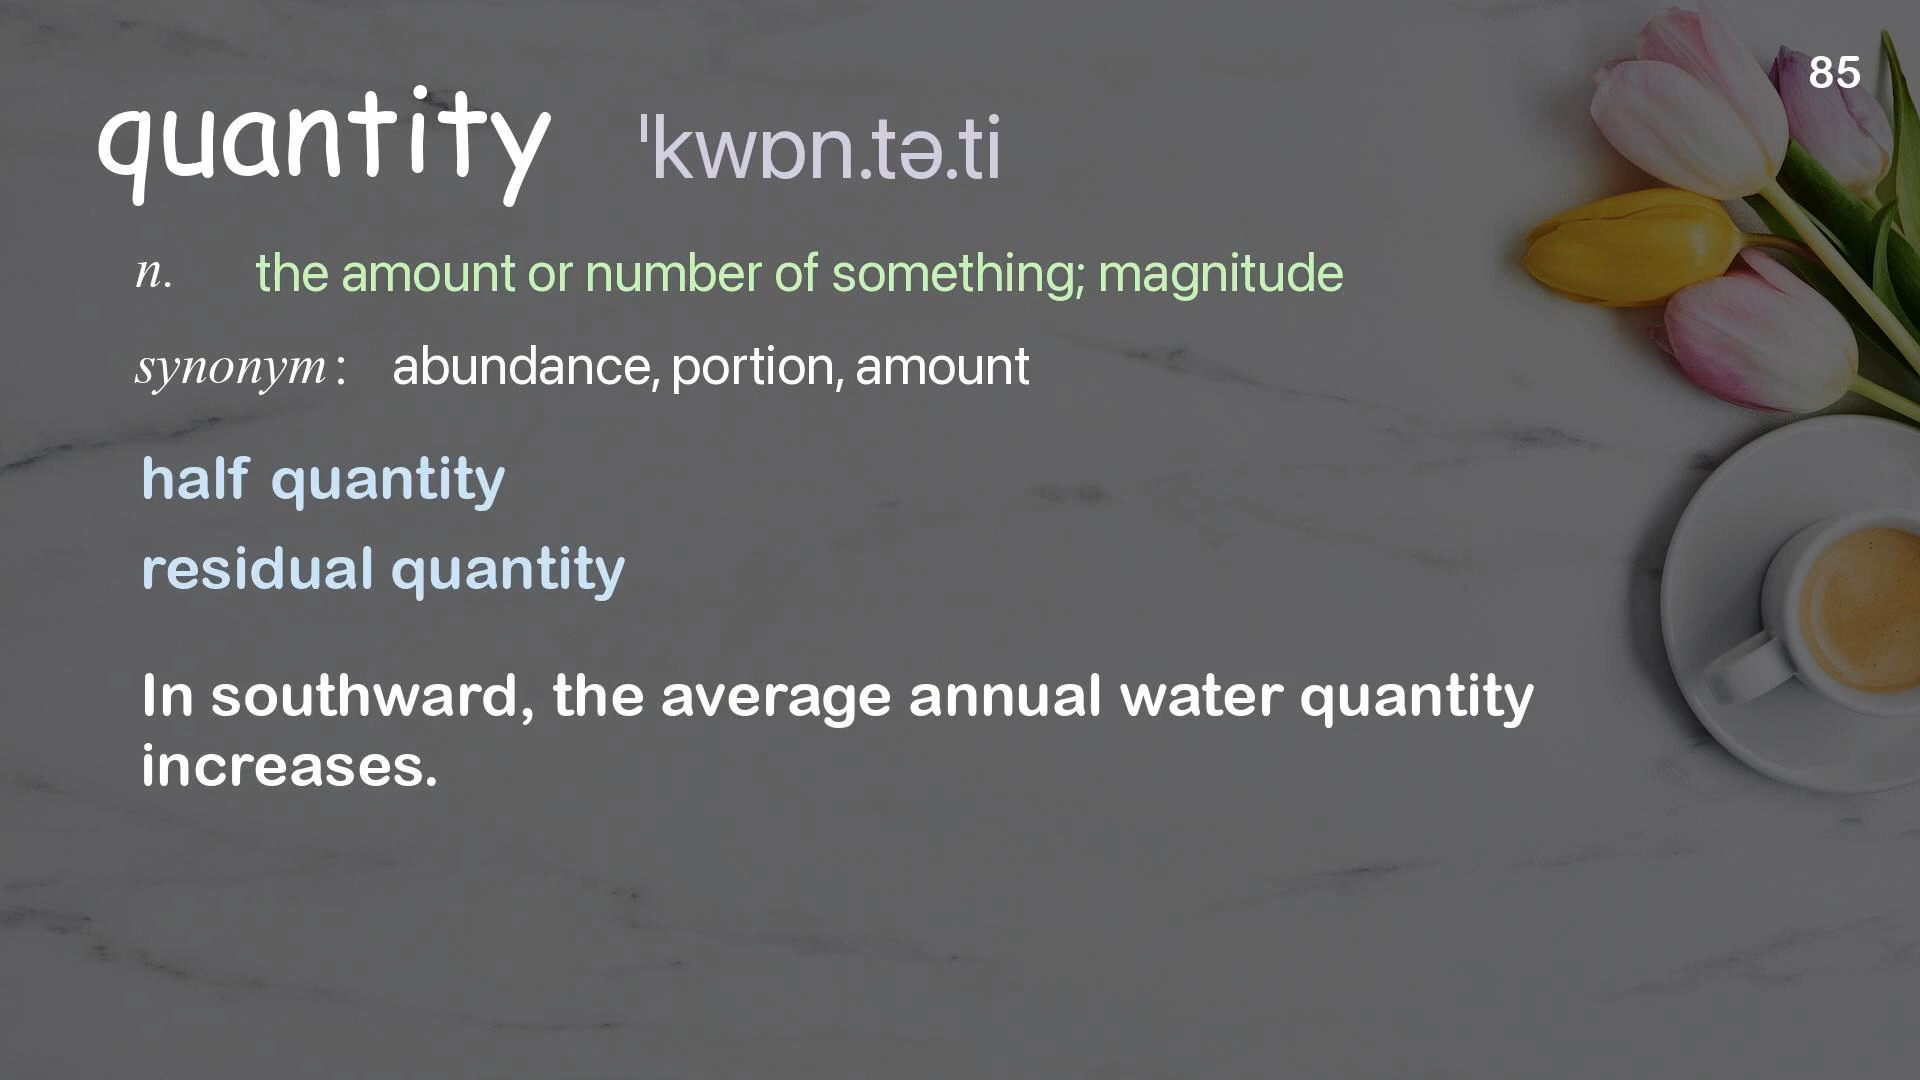 85
quantity ˈkwɒn.tə.ti
n. the amount or number of something; magnitude
synonym: abundance, portion, amount
half quantity
residual quantity
In southward, the average annual water quantity
increases.